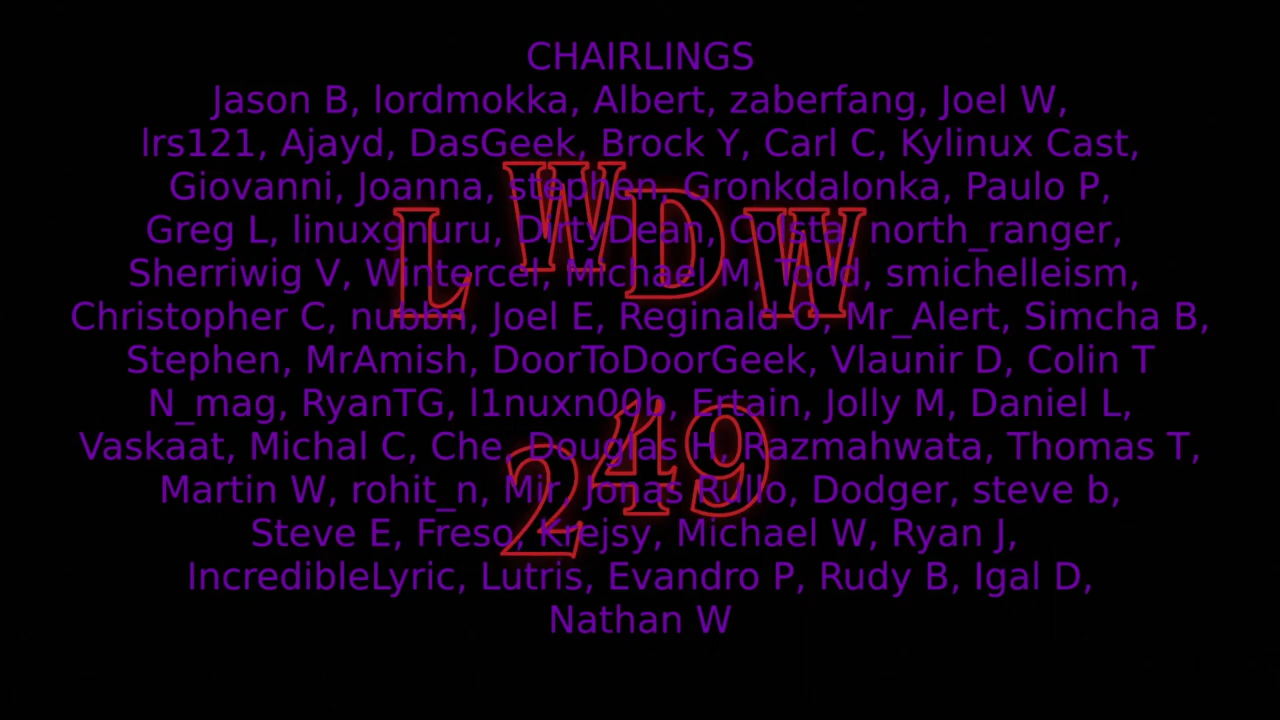 CHAIRLINGS
Jason B, lordmokka, Albert, zaberfang, Joel W,
lrs121, Ajayd, DasGeek, Brock Y, Carl C, Kylinux Cast,
Giovanni, Joanna, stephen, Gronkdalonka, Paulo P,
Greg L, linuxgnuru, DirtyDean, Colsta, north_ranger,
Sherriwig V, Wintercel, Michael M, Todd, smichelleism,
Christopher C, nubbn, Joel E, Reginald O, Mr_Alert, Simcha B,
Stephen, MrAmish, DoorToDoorGeek, Vlaunir D, Colin T
N_mag, RyanTG, l1nuxn00b, Ertain, Jolly M, Daniel L,
Vaskaat, Michal C, Che, Douglas H, Razmahwata, Thomas T,
Martin W, rohit_n, Mir, Jonas Rullo, Dodger, steve b,
Steve E, Freso, Krejsy, Michael W, Ryan J,
IncredibleLyric, Lutris, Evandro P, Rudy B, Igal D,
Nathan W
LWDW
249